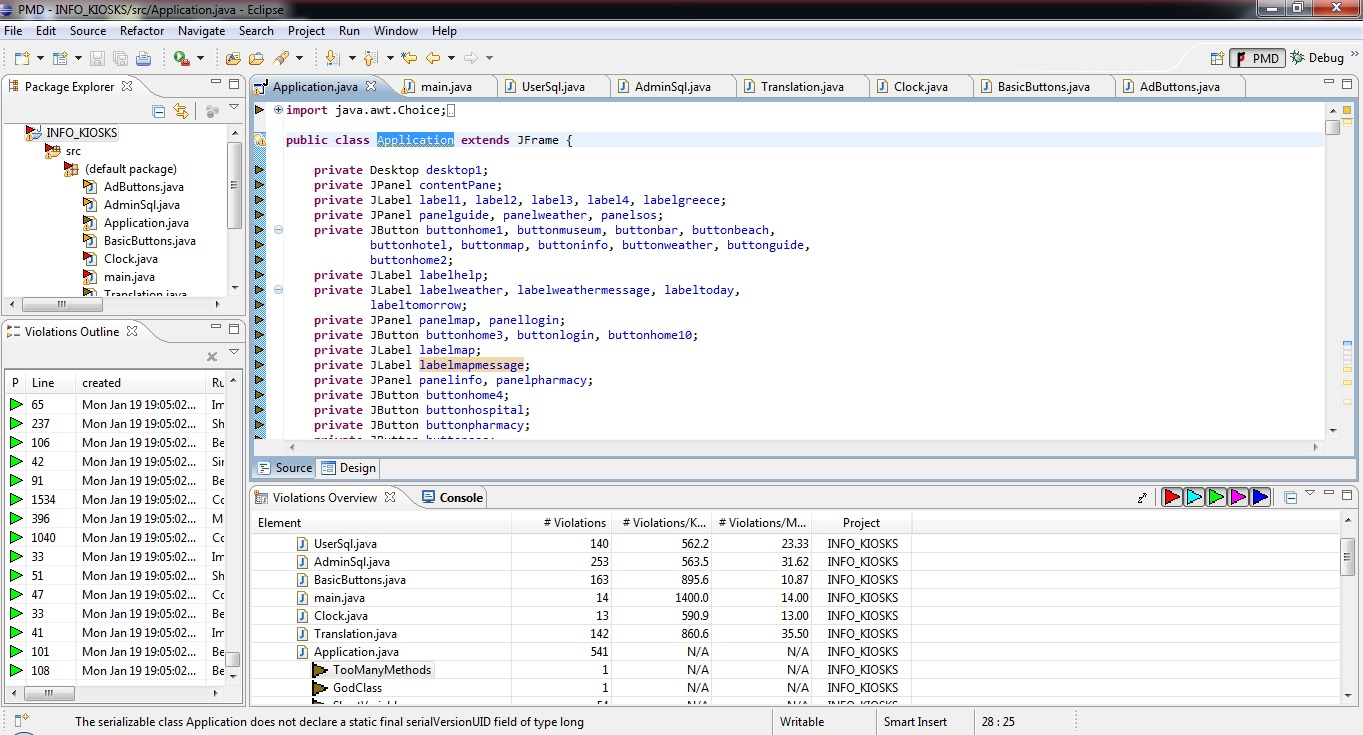 PMD - INFO_KIOSKS/src/Application.java - Eclipse
File Edit Source Refactor Navigate Search Project Run Window Help
PMD Debug
Package Explorer
INFO_KIOSKS
src
(default package)
AdButtons.java
AdminSql.java
Application.java
BasicButtons.java
Clock.java
main.java
Translation.java
Violations Outline
P Line created Ru
65 Mon Jan 19 19:05:02... Im
237 Mon Jan 19 19:05:02... Sh
106 Mon Jan 19 19:05:02... Be
42 Mon Jan 19 19:05:02... Sir
91 Mon Jan 19 19:05:02... Be
1534 Mon Jan 19 19:05:02... Co
396 Mon Jan 19 19:05:02... M
1040 Mon Jan 19 19:05:02... Co
33 Mon Jan 19 19:05:02... Im
51 Mon Jan 19 19:05:02... Sh
47 Mon Jan 19 19:05:02... Cc
33 Mon Jan 19 19:05:02... Be
41 Mon Jan 19 19:05:02... Im
101 Mon Jan 19 19:05:02... Be
108 Mon Jan 19 19:05:02... Be
Application.java main.java UserSql.java AdminSql.java Translation.java Clock.java BasicButtons.java AdButtons.java
import java.awt.Choice;
public class Application extends JFrame {
private Desktop desktop1;
private JPanel contentPane;
private JLabel label1, label2, label3, label4, labelgreece;
private JPanel panelguide, panelweather, panelsos;
private JButton buttonhome1, buttonmuseum, buttonbar, buttonbeach,
buttonhotel, buttonmap, buttoninfo, buttonweather, buttonguide,
buttonhome2;
private JLabel labelhelp;
private JLabel labelweather, labelweathermessage, labeltoday,
labeltomorrow;
private JPanel panelmap, panellogin;
private JButton buttonhome3, buttonlogin, buttonhome10;
private JLabel labelmap;
private JLabel labelmapmessage;
private JPanel panelinfo, panelpharmacy;
private JButton buttonhome4;
private JButton buttonhospital;
private JButton buttonpharmacy;
Source Design
Violations Overview Console
Element # Violations # Violations/K... # Violations/M... Project
UserSql.java 140 562.2 23.33 INFO_KIOSKS
AdminSql.java 253 563.5 31.62 INFO_KIOSKS
BasicButtons.java 163 895.6 10.87 INFO_KIOSKS
main.java 14 1400.0 14.00 INFO_KIOSKS
Clock.java 13 590.9 13.00 INFO_KIOSKS
Translation.java 142 860.6 35.50 INFO_KIOSKS
Application.java 541 N/A N/A INFO_KIOSKS
TooManyMethods 1 N/A N/A INFO_KIOSKS
GodClass 1 N/A N/A INFO_KIOSKS
The serializable class Application does not declare a static final serialVersionUID field of type long Writable Smart Insert 28 : 25